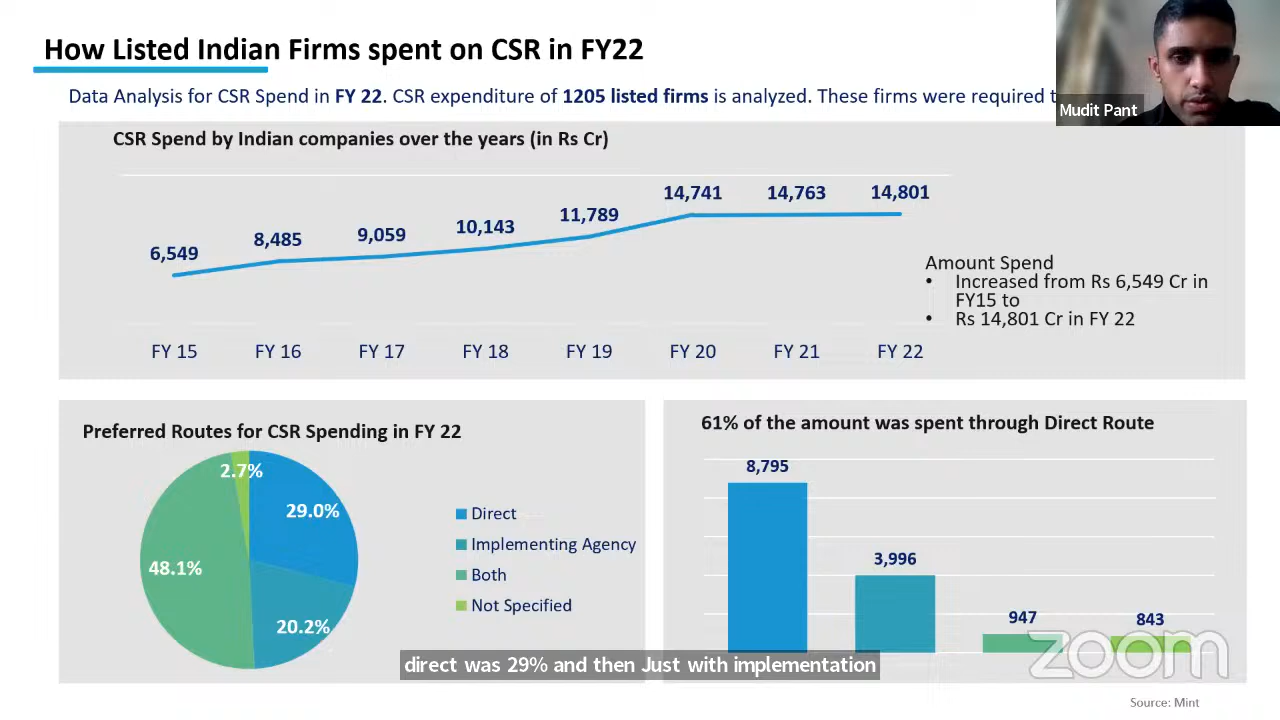 How Listed Indian Firms spent on CSR in FY22
Data Analysis for CSR Spend in FY 22. CSR expenditure of 1205 listed firms is analyzed. These firms were required
Mudit Pant
CSR Spend by Indian companies over the years (in Rs Cr)
6,549
8,485
9,059
10,143
11,789
14,741
14,763
14,801
FY 15
FY 16
FY 17
FY 18
FY 19
FY 20
FY 21
FY 22
Amount Spend
• Increased from Rs 6,549 Cr in
FY15 to
• Rs 14,801 Cr in FY 22
Preferred Routes for CSR Spending in FY 22
2.7%
29.0%
48.1%
20.2%
Direct
Implementing Agency
Both
Not Specified
61% of the amount was spent through Direct Route
8,795
3,996
947
843
zoom
direct was 29% and then Just with implementation
Source: Mint